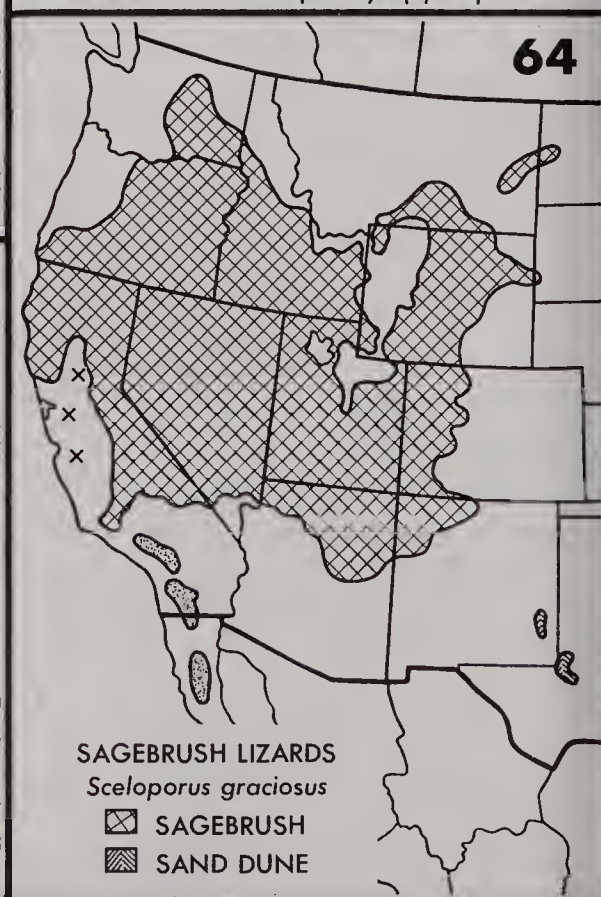 64
SAGEBRUSH LIZARDS
Sceloporus graciosus
SAGEBRUSH
SAND DUNE